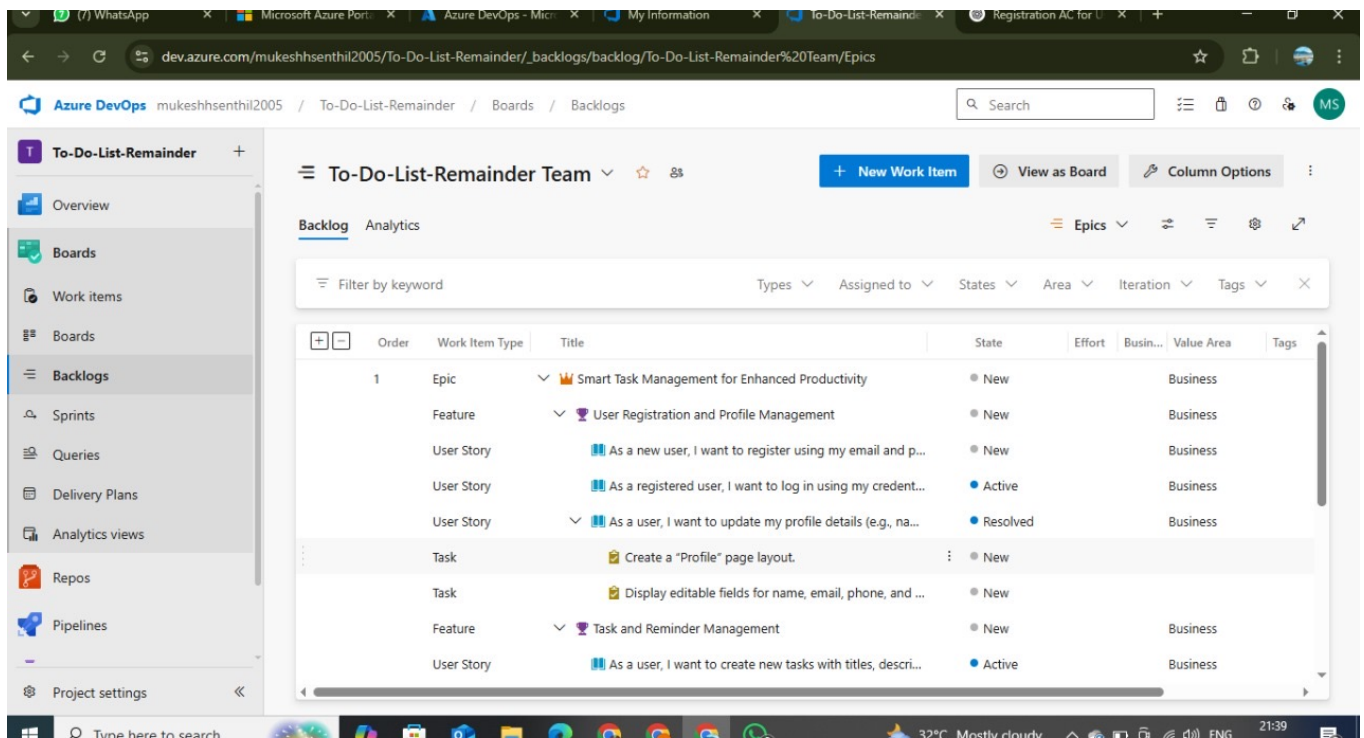 (7) WhatsApp
Microsoft Azure Porta
Azure DevOps - Micr
My Information
To-Do-List-Remainde
Registration AC for U
dev.azure.com/mukeshhsenthil2005/To-Do-List-Remainder/_backlogs/backlog/To-Do-List-Remainder%20Team/Epics
Azure DevOps mukeshhsenthil2005 / To-Do-List-Remainder / Boards / Backlogs
Search
MS
T To-Do-List-Remainder
Overview
Boards
Work items
Boards
Backlogs
Sprints
Queries
Delivery Plans
Analytics views
Repos
Pipelines
Project settings
To-Do-List-Remainder Team
New Work Item
View as Board
Column Options
Backlog Analytics
Epics
Filter by keyword
Types Assigned to States Area Iteration Tags
Order Work Item Type Title State Effort Busin... Value Area Tags
1 Epic Smart Task Management for Enhanced Productivity New Business
Feature User Registration and Profile Management New Business
User Story As a new user, I want to register using my email and p... New Business
User Story As a registered user, I want to log in using my credent... Active Business
User Story As a user, I want to update my profile details (e.g., na... Resolved Business
Task Create a "Profile" page layout. New
Task Display editable fields for name, email, phone, and ... New
Feature Task and Reminder Management New Business
User Story As a user, I want to create new tasks with titles, descri... Active Business
Type here to search
32°C Mostly cloudy
ENG
21:39